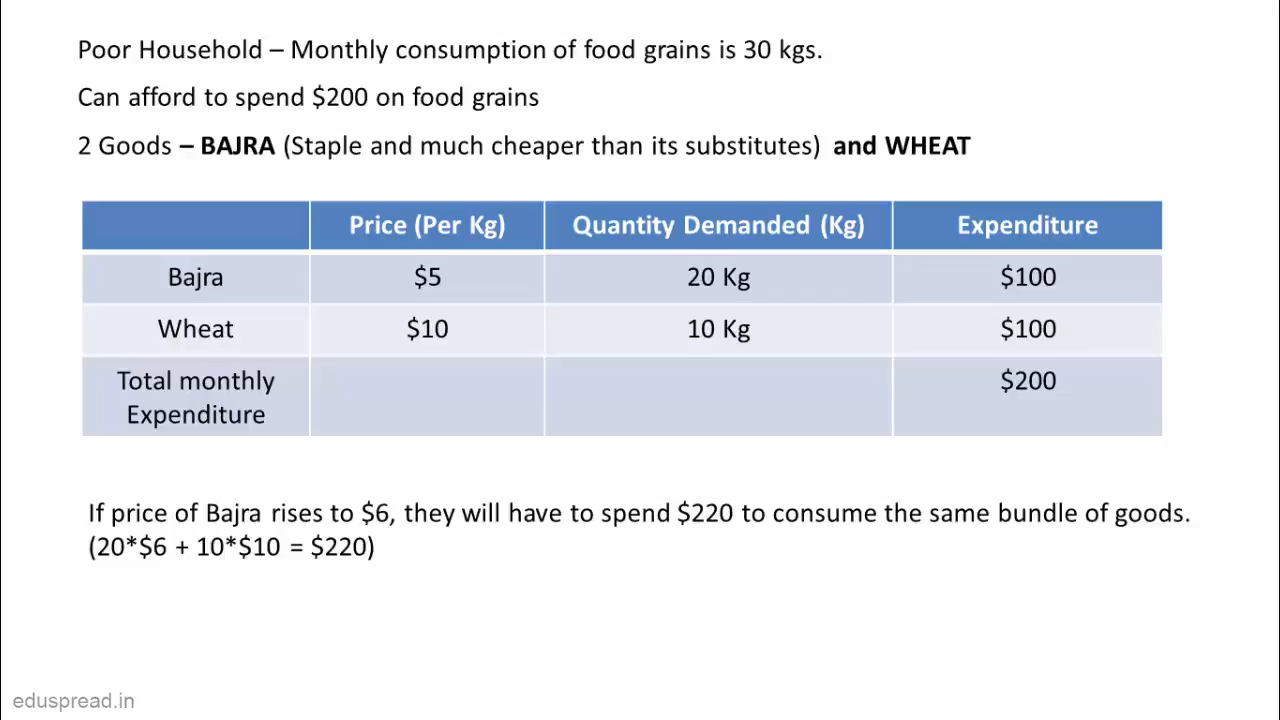 Poor Household – Monthly consumption of food grains is 30 kgs.
Can afford to spend $200 on food grains
2 Goods – BAJRA (Staple and much cheaper than its substitutes) and WHEAT
Price (Per Kg) Quantity Demanded (Kg) Expenditure
Bajra $5 20 Kg $100
Wheat $10 10 Kg $100
Total monthly $200
Expenditure
If price of Bajra rises to $6, they will have to spend $220 to consume the same bundle of goods.
(20*$6 + 10*$10 = $220)
eduspread.in